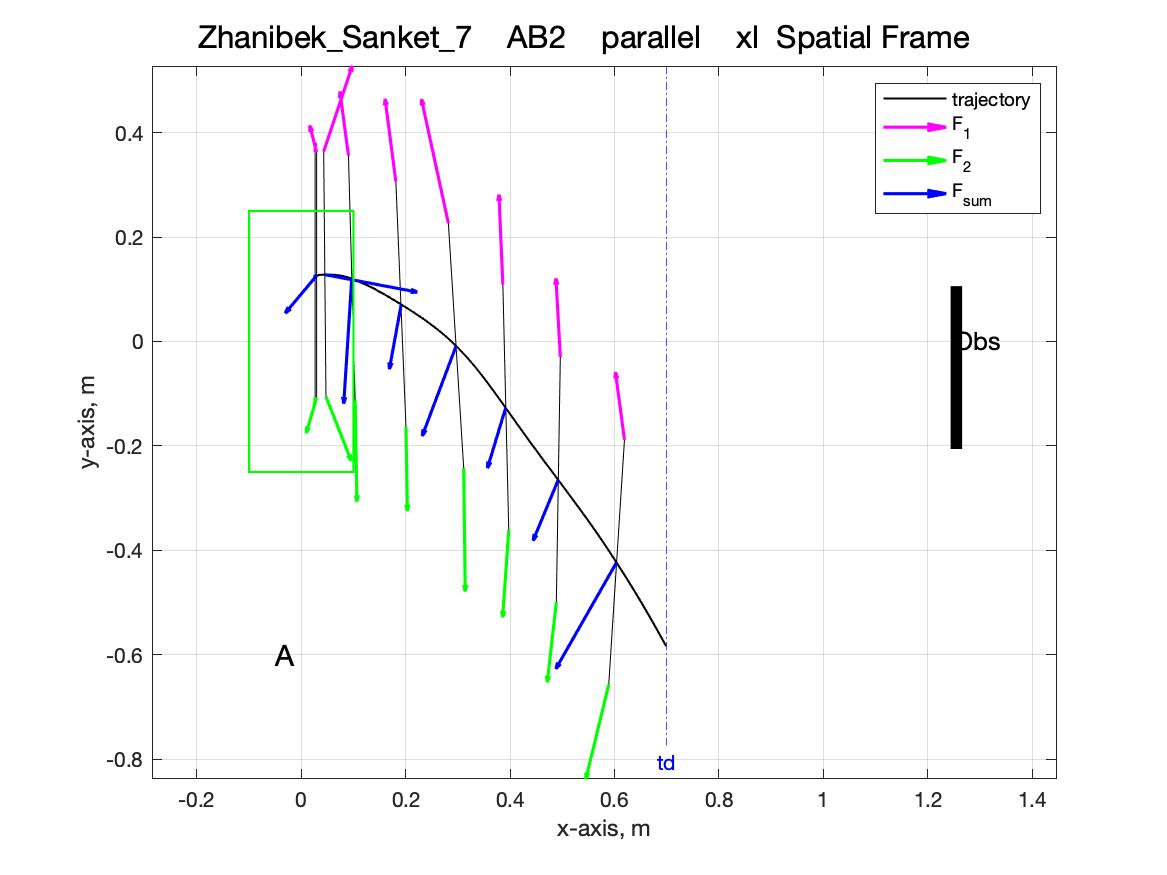 Zhanibek_Sanket_7 AB2 parallel xl Spatial Frame
trajectory
F1
F2
Fsum
0.4
0.2
0
-0.2
-0.4
-0.6
-0.8
y-axis, m
Obs
A
td
-0.2 0 0.2 0.4 0.6 0.8 1 1.2 1.4
x-axis, m